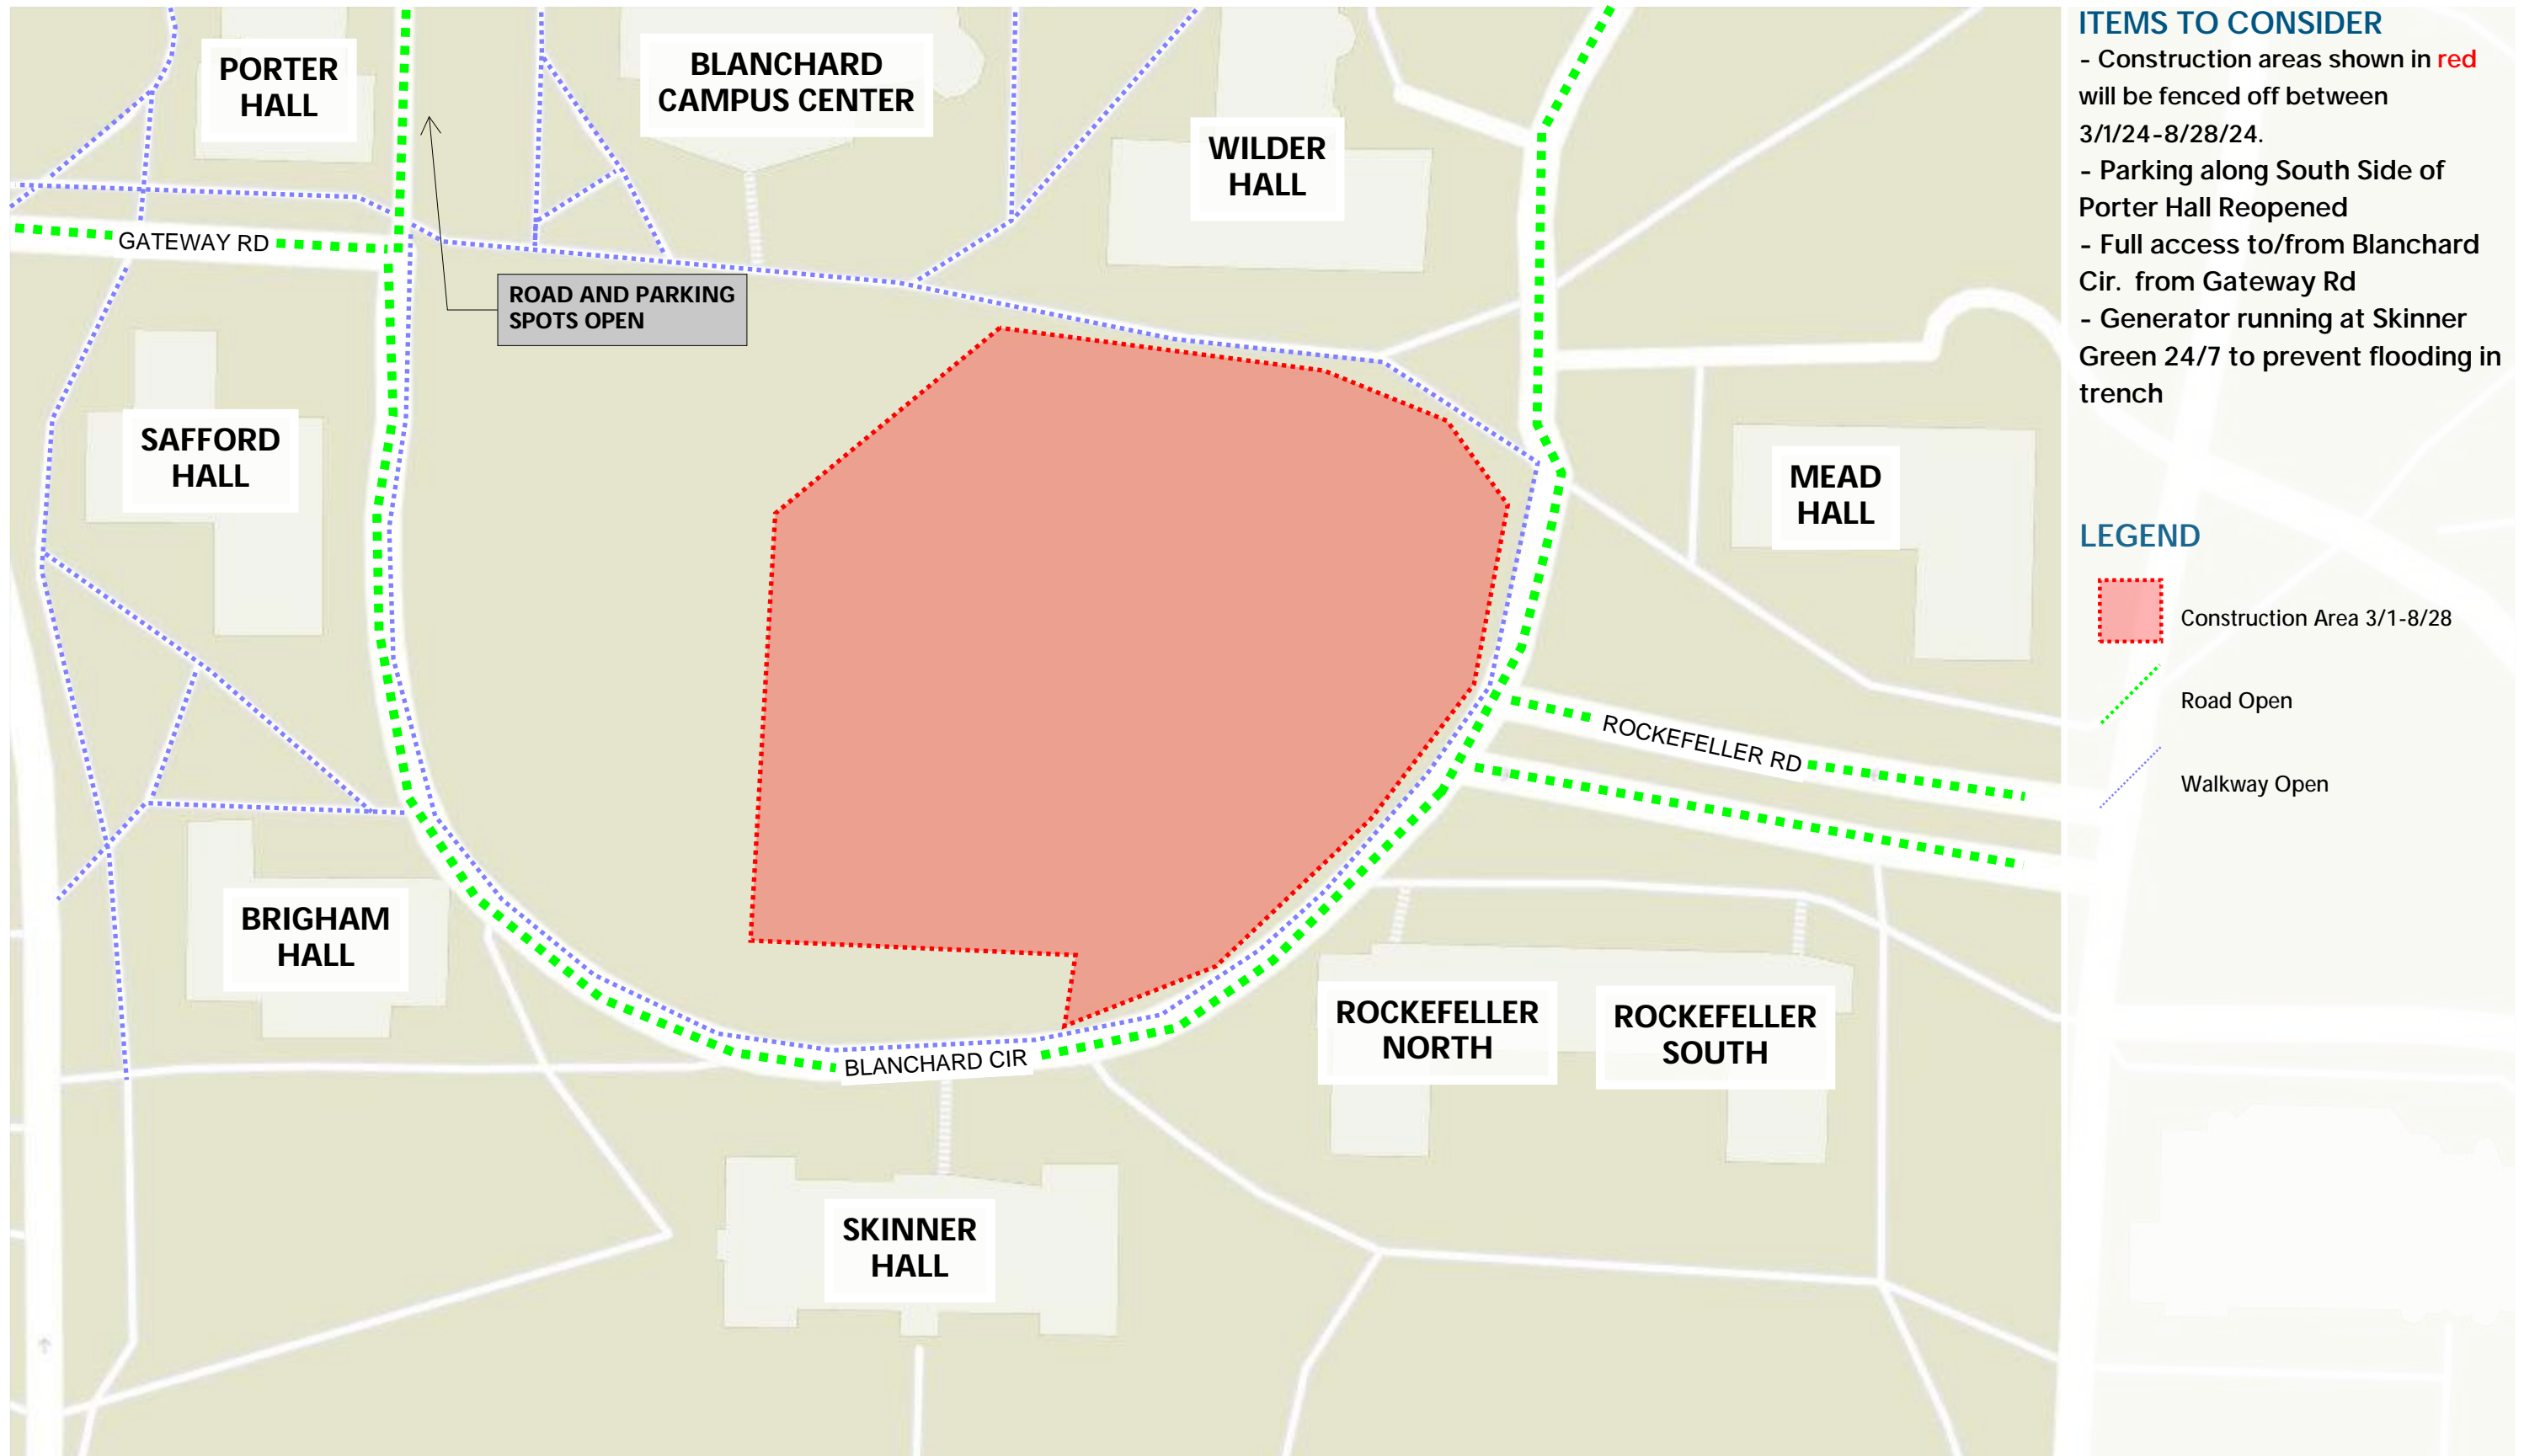 PORTER
HALL
BLANCHARD
CAMPUS CENTER
WILDER
HALL
GATEWAY RD
ROAD AND PARKING
SPOTS OPEN
SAFFORD
HALL
MEAD
HALL
ROCKEFELLER RD
BRIGHAM
HALL
BLANCHARD CIR
ROCKEFELLER
NORTH
ROCKEFELLER
SOUTH
SKINNER
HALL
ITEMS TO CONSIDER
- Construction areas shown in red
will be fenced off between
3/1/24-8/28/24.
- Parking along South Side of
Porter Hall Reopened
- Full access to/from Blanchard
Cir. from Gateway Rd
- Generator running at Skinner
Green 24/7 to prevent flooding in
trench
LEGEND
Construction Area 3/1-8/28
Road Open
Walkway Open